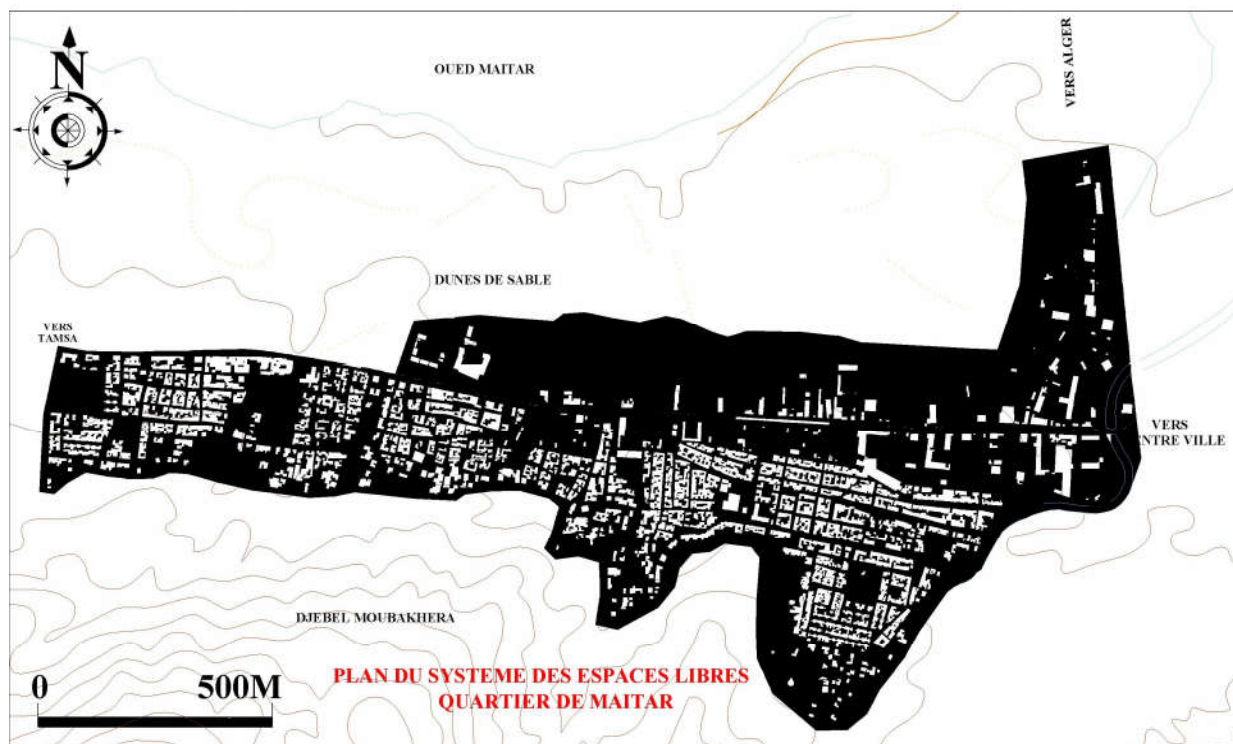 N
OUED MAITAR
VERS ALGER
DUNES DE SABLE
VERS
TAMSA
VERS
ENTRE VILLE
DJEBEL MOUBAKHERA
0 500M
PLAN DU SYSTEME DES ESPACES LIBRES
QUARTIER DE MAITAR